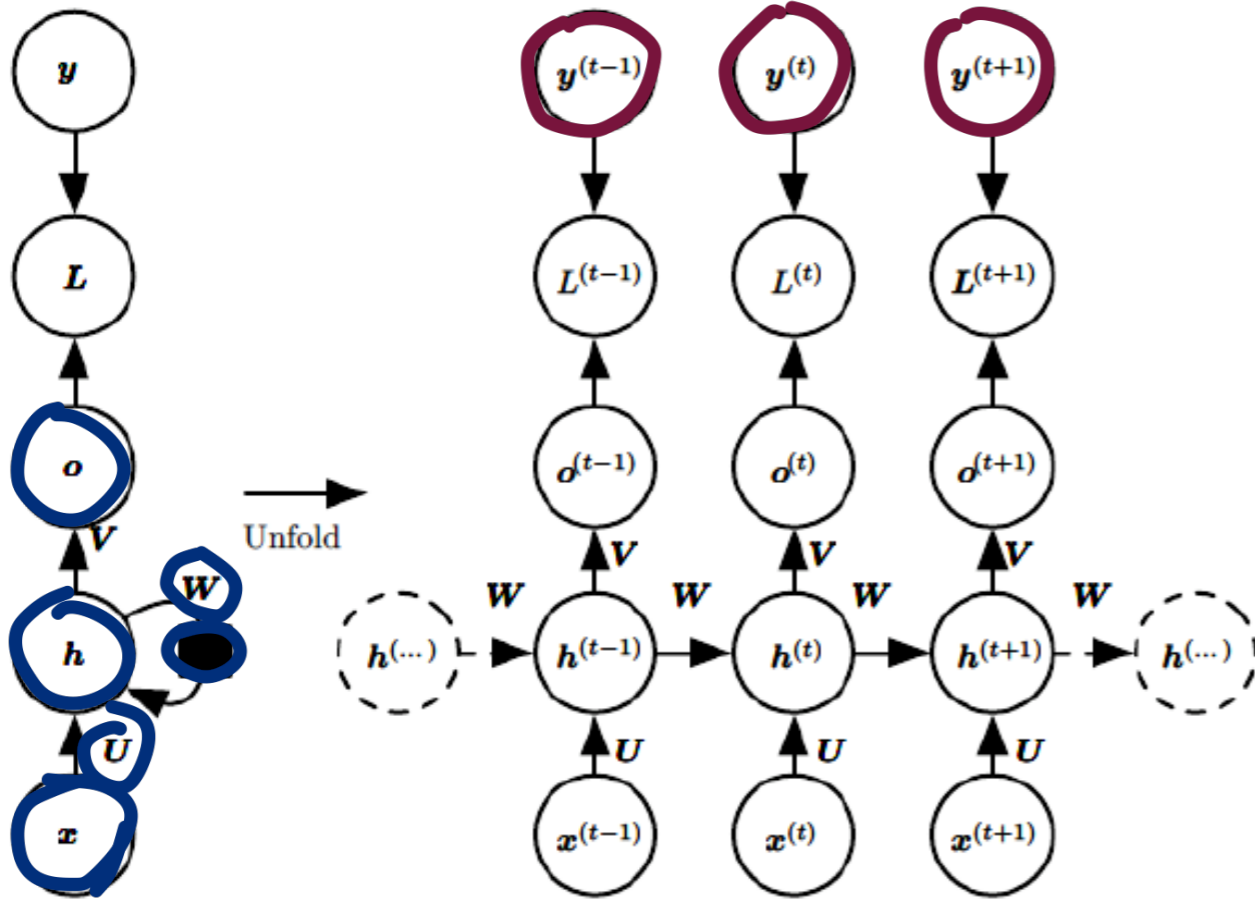 y y^(t−1) y^(t) y^(t+1)
L L^(t−1) L^(t) L^(t+1)
o o^(t−1) o^(t) o^(t+1)
Unfold
V V V V
W W W W W
h h^(...) h^(t−1) h^(t) h^(t+1) h^(...)
U U U U
x x^(t−1) x^(t) x^(t+1)